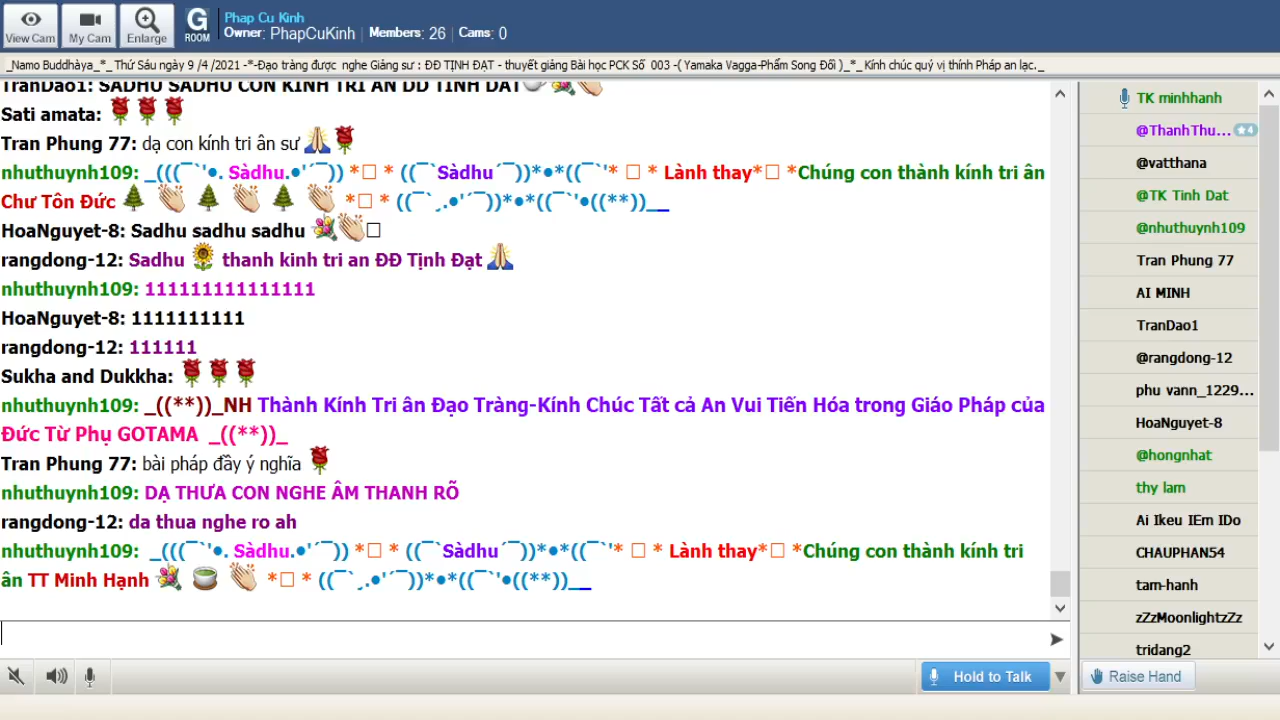 View Cam
My Cam
Enlarge
G
ROOM
Phap Cu Kinh
Owner: PhapCuKinh | Members: 26 | Cams: 0
_Namo Buddhàya_*_ Thứ Sáu ngày 9 /4 /2021 -*-Đạo tràng được nghe Giảng sư : ĐĐ TỊNH ĐẠT - thuyết giảng Bài học PCK Số 003 -( Yamaka Vagga-Phẩm Song Đối )_*_ Kính chúc quý vị thính Pháp an lạc._
TranDao1: SADHU SADHU CON KINH TRI AN DD TINH DAT
Sati amata:
Tran Phung 77: dạ con kính tri ân sư
nhuthuynh109: _(((¯`'•. Sàdhu.•'´¯)) *□ * ((¯`Sàdhu´¯))*•*((¯`'* □ * Lành thay*□ *Chúng con thành kính tri ân
Chư Tôn Đức *□ * ((¯`¸.•'´¯))*•*((¯`'•((**))__
HoaNguyet-8: Sadhu sadhu sadhu □
rangdong-12: Sadhu thanh kinh tri an ĐĐ Tịnh Đạt
nhuthuynh109: 111111111111111
HoaNguyet-8: 1111111111
rangdong-12: 111111
Sukha and Dukkha:
nhuthuynh109: _((**))_NH Thành Kính Tri ân Đạo Tràng-Kính Chúc Tất cả An Vui Tiến Hóa trong Giáo Pháp của
Đức Từ Phụ GOTAMA _((**))_
Tran Phung 77: bài pháp đầy ý nghĩa
nhuthuynh109: DẠ THƯA CON NGHE ÂM THANH RÕ
rangdong-12: da thua nghe ro ah
nhuthuynh109: _(((¯`'•. Sàdhu.•'´¯)) *□ * ((¯`Sàdhu´¯))*•*((¯`'* □ * Lành thay*□ *Chúng con thành kính tri
ân TT Minh Hạnh *□ * ((¯`¸.•'´¯))*•*((¯`'•((**))__
Hold to Talk
TK minhhanh
@ThanhThu... ★4
@vatthana
@TK Tinh Dat
@nhuthuynh109
Tran Phung 77
AI MINH
TranDao1
@rangdong-12
phu vann_1229...
HoaNguyet-8
@hongnhat
thy lam
Ai Ikeu IEm IDo
CHAUPHAN54
tam-hanh
zZzMoonlightzZz
tridang2
Raise Hand